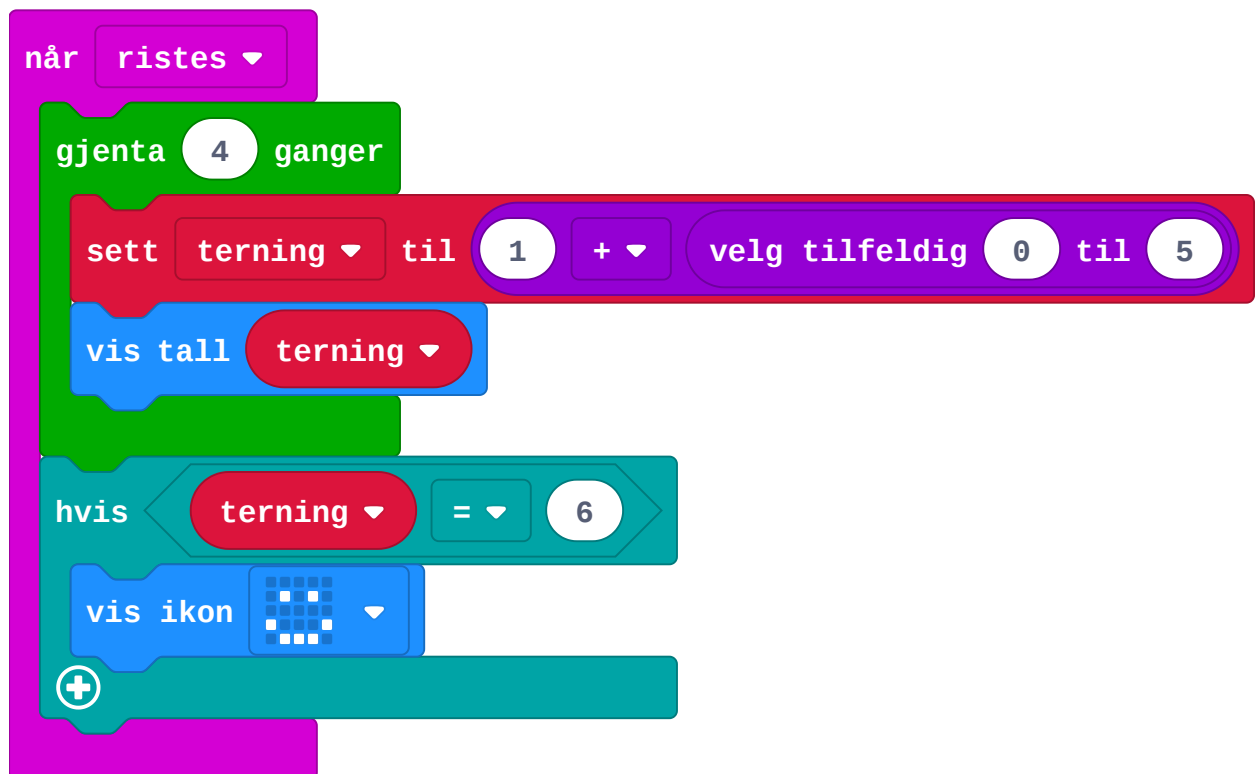 når ristes
gjenta 4 ganger
sett terning til 1 + velg tilfeldig 0 til 5
vis tall terning
hvis terning = 6
vis ikon